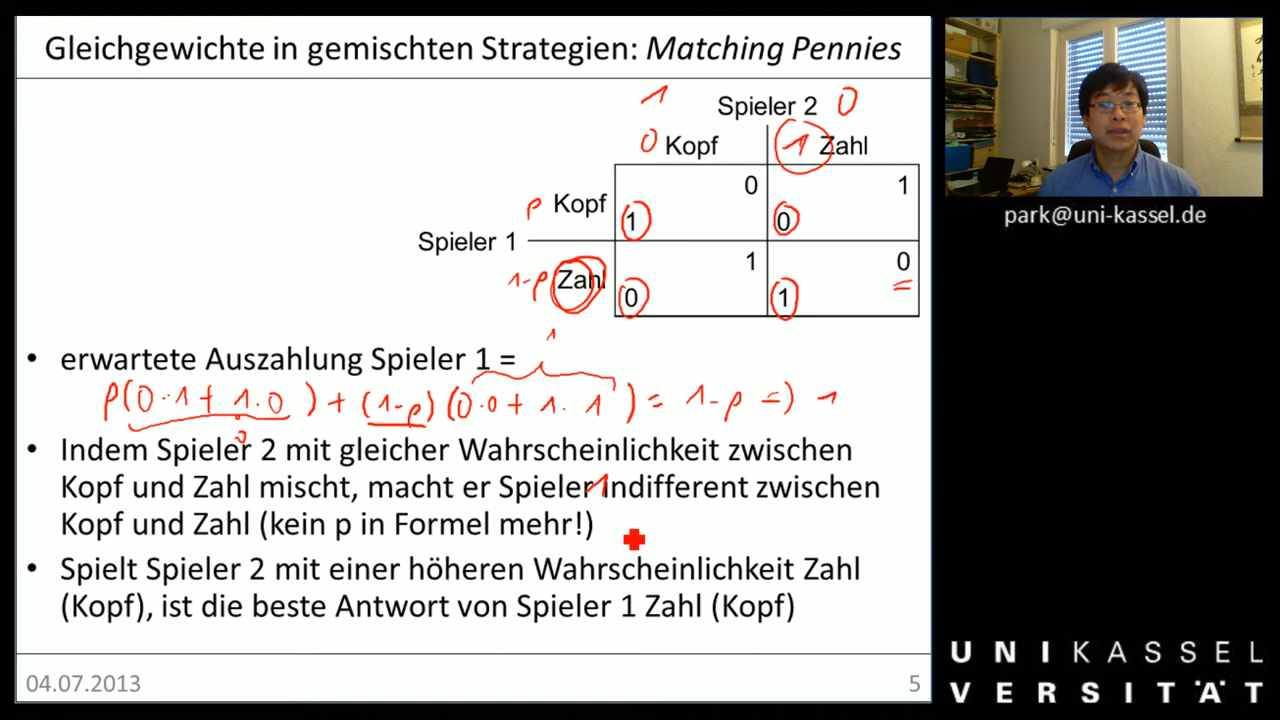 Gleichgewichte in gemischten Strategien: Matching Pennies
1 Spieler 2 0
0 Kopf 1 Zahl
0 1
p Kopf
1 0
Spieler 1
1 0
1-p Zahl
0 1
1
• erwartete Auszahlung Spieler 1 =
p(0·1+1·0)+(1-p)(0·0+1·1)=1-p=) 1
0
• Indem Spieler 2 mit gleicher Wahrscheinlichkeit zwischen
Kopf und Zahl mischt, macht er Spieler 1 indifferent zwischen
Kopf und Zahl (kein p in Formel mehr!)
• Spielt Spieler 2 mit einer höheren Wahrscheinlichkeit Zahl
(Kopf), ist die beste Antwort von Spieler 1 Zahl (Kopf)
04.07.2013 5
park@uni-kassel.de
UNIKASSEL
VERSITÄT